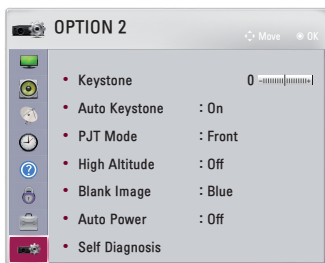 OPTION 2
Move OK
• Keystone 0
• Auto Keystone : On
• PJT Mode : Front
• High Altitude : Off
• Blank Image : Blue
• Auto Power : Off
• Self Diagnosis